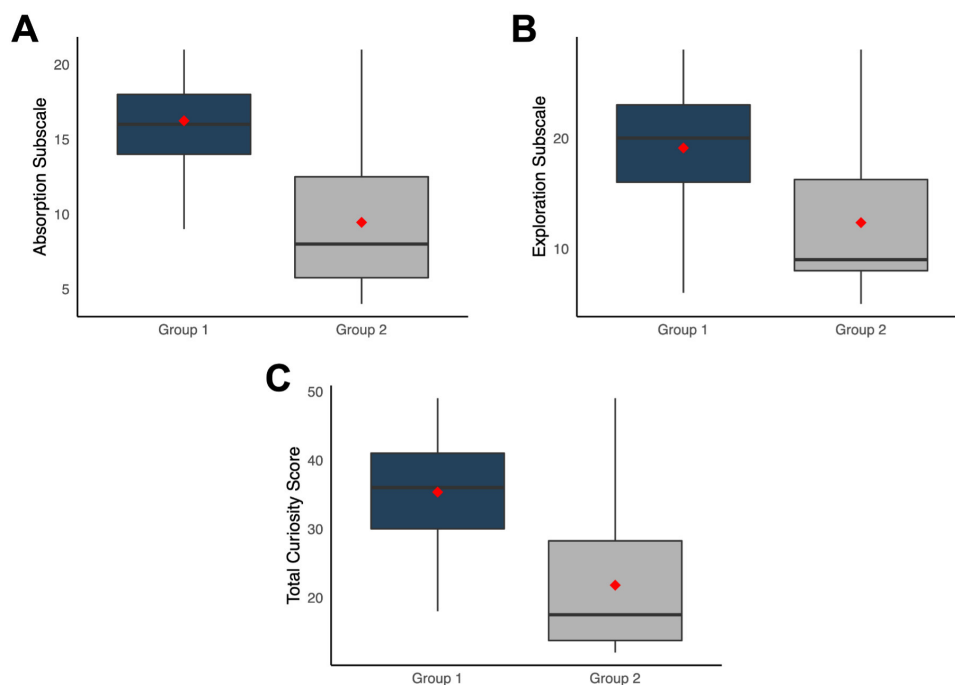 A
Absorption Subscale
20
15
10
5
Group 1 Group 2
B
Exploration Subscale
20
10
Group 1 Group 2
C
Total Curiosity Score
50
40
30
20
Group 1 Group 2